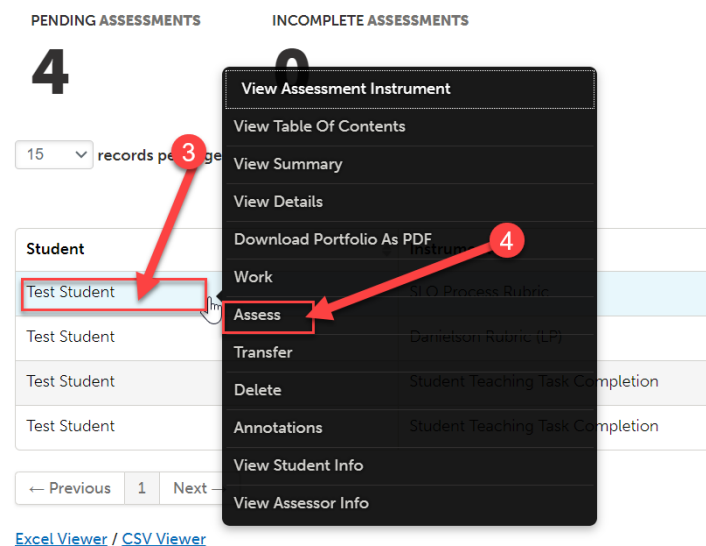 PENDING ASSESSMENTS INCOMPLETE ASSESSMENTS
4 0
View Assessment Instrument
View Table Of Contents
15 records pe ge
3
View Summary
View Details
Download Portfolio As PDF
4
Student
Work
Test Student SLO Process Rubric
Assess
Test Student Danielson Rubric (LP)
Transfer
Test Student Student Teaching Task Completion
Delete
Test Student Student Teaching Task Completion
Annotations
View Student Info
← Previous 1 Next
View Assessor Info
Excel Viewer / CSV Viewer